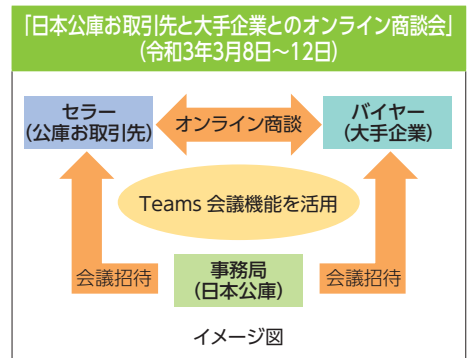 「日本公庫お取引先と大手企業とのオンライン商談会」
(令和3年3月8日～12日)
セラー
(公庫お取引先)
オンライン商談
バイヤー
(大手企業)
Teams 会議機能を活用
会議招待
事務局
(日本公庫)
会議招待
イメージ図